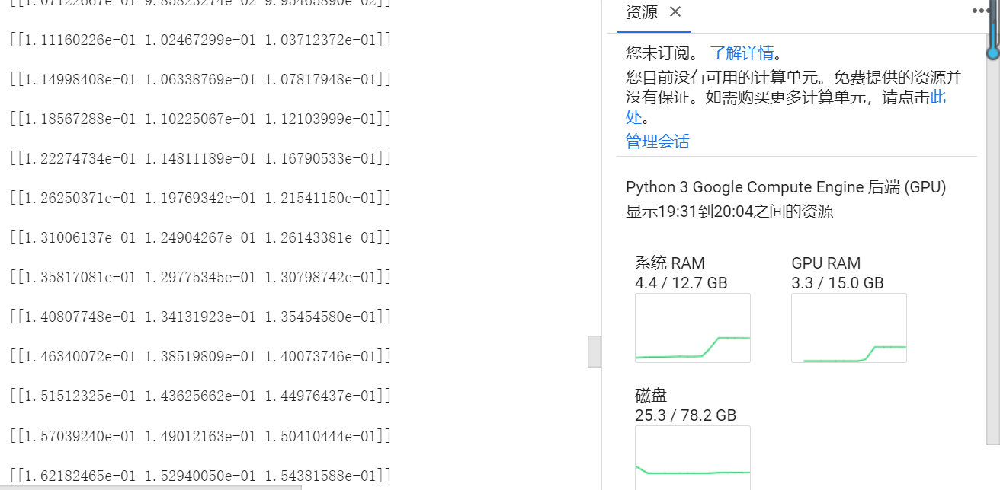 [[1.07122667e-01 9.85823274e-02 9.95465890e-02]]
[[1.11160226e-01 1.02467299e-01 1.03712372e-01]]
[[1.14998408e-01 1.06338769e-01 1.07817948e-01]]
[[1.18567288e-01 1.10225067e-01 1.12103999e-01]]
[[1.22274734e-01 1.14811189e-01 1.16790533e-01]]
[[1.26250371e-01 1.19769342e-01 1.21541150e-01]]
[[1.31006137e-01 1.24904267e-01 1.26143381e-01]]
[[1.35817081e-01 1.29775345e-01 1.30798742e-01]]
[[1.40807748e-01 1.34131923e-01 1.35454580e-01]]
[[1.46340072e-01 1.38519809e-01 1.40073746e-01]]
[[1.51512325e-01 1.43625662e-01 1.44976437e-01]]
[[1.57039240e-01 1.49012163e-01 1.50410444e-01]]
[[1.62182465e-01 1.52940050e-01 1.54381588e-01]]
资源
您未订阅。 了解详情。
您目前没有可用的计算单元。免费提供的资源并
没有保证。如需购买更多计算单元，请点击此
处。
管理会话
Python 3 Google Compute Engine 后端 (GPU)
显示19:31到20:04之间的资源
系统 RAM
4.4 / 12.7 GB
GPU RAM
3.3 / 15.0 GB
磁盘
25.3 / 78.2 GB